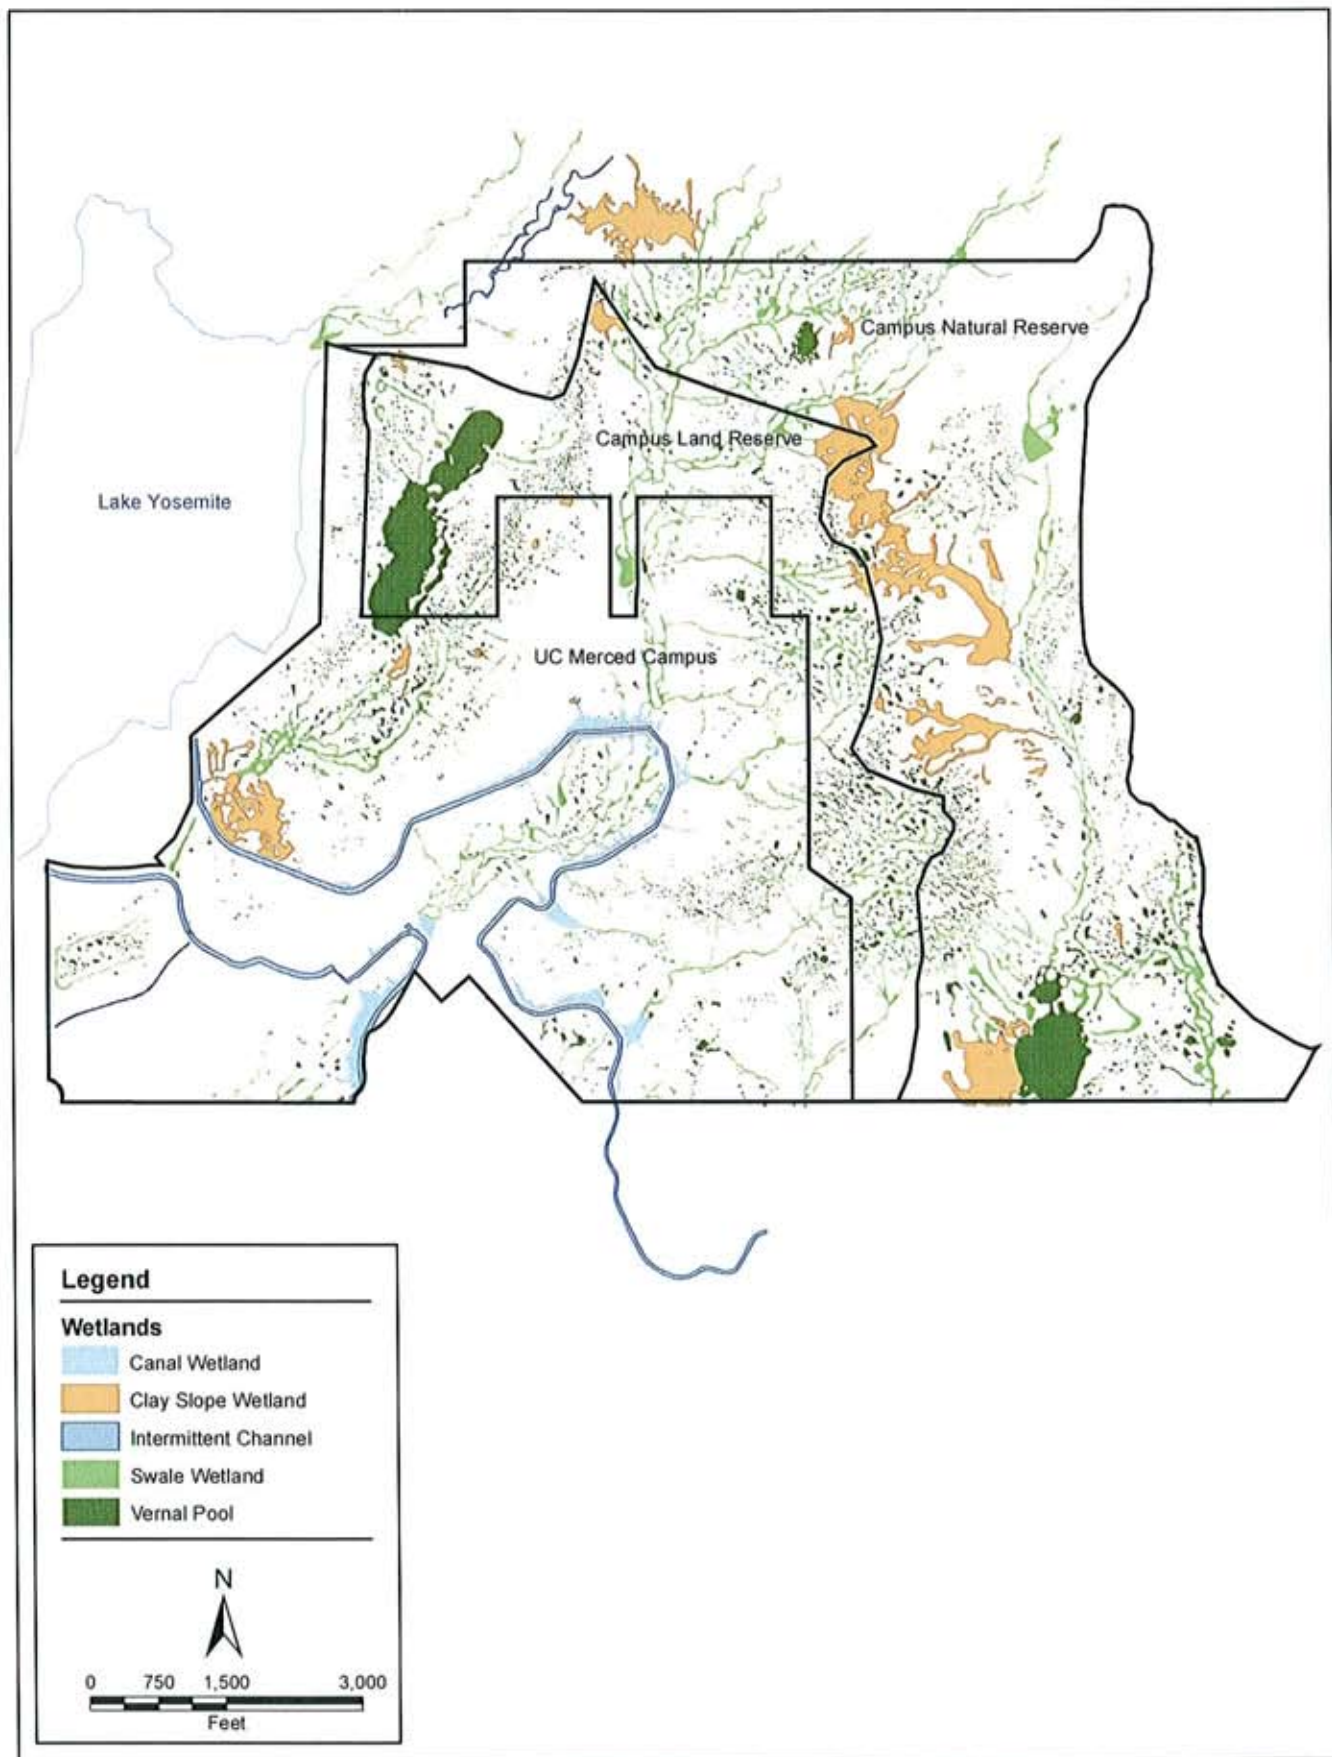 Campus Natural Reserve
Campus Land Reserve
Lake Yosemite
UC Merced Campus
Legend
Wetlands
Canal Wetland
Clay Slope Wetland
Intermittent Channel
Swale Wetland
Vernal Pool
N
0 750 1,500 3,000
Feet